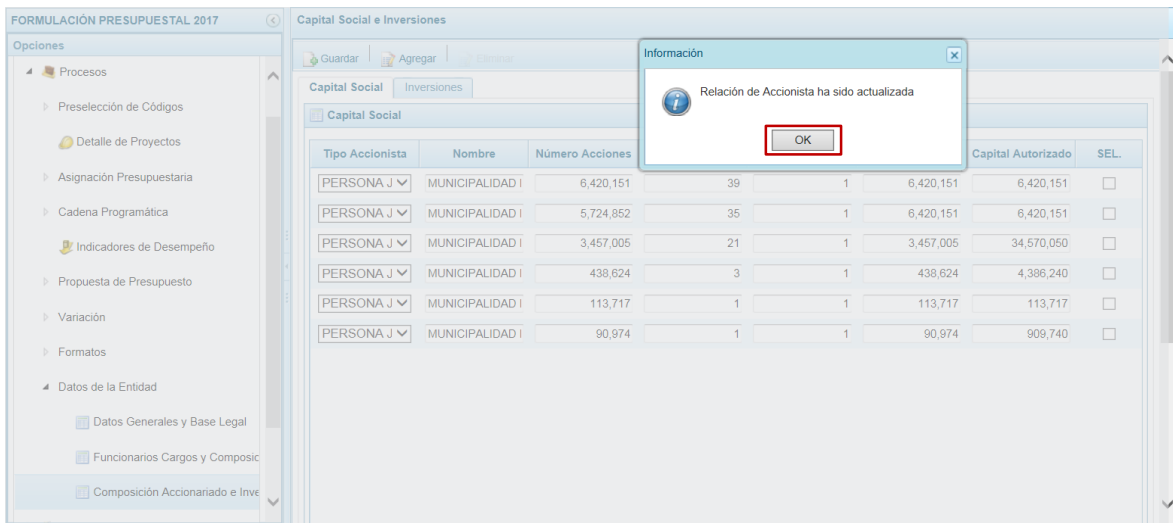 FORMULACIÓN PRESUPUESTAL 2017
Opciones
Procesos
Preselección de Códigos
Detalle de Proyectos
Asignación Presupuestaria
Cadena Programática
Indicadores de Desempeño
Propuesta de Presupuesto
Variación
Formatos
Datos de la Entidad
Datos Generales y Base Legal
Funcionarios Cargos y Composic
Composición Accionariado e Inve
Capital Social e Inversiones
Guardar Agregar Eliminar
Capital Social Inversiones
Capital Social
Información
Relación de Accionista ha sido actualizada
OK
Tipo Accionista Nombre Número Acciones Capital Autorizado SEL.
PERSONA J MUNICIPALIDAD 6,420,151 39 1 6,420,151 6,420,151
PERSONA J MUNICIPALIDAD 5,724,852 35 1 6,420,151 6,420,151
PERSONA J MUNICIPALIDAD 3,457,005 21 1 3,457,005 34,570,050
PERSONA J MUNICIPALIDAD 438,624 3 1 438,624 4,386,240
PERSONA J MUNICIPALIDAD 113,717 1 1 113,717 113,717
PERSONA J MUNICIPALIDAD 90,974 1 1 90,974 909,740